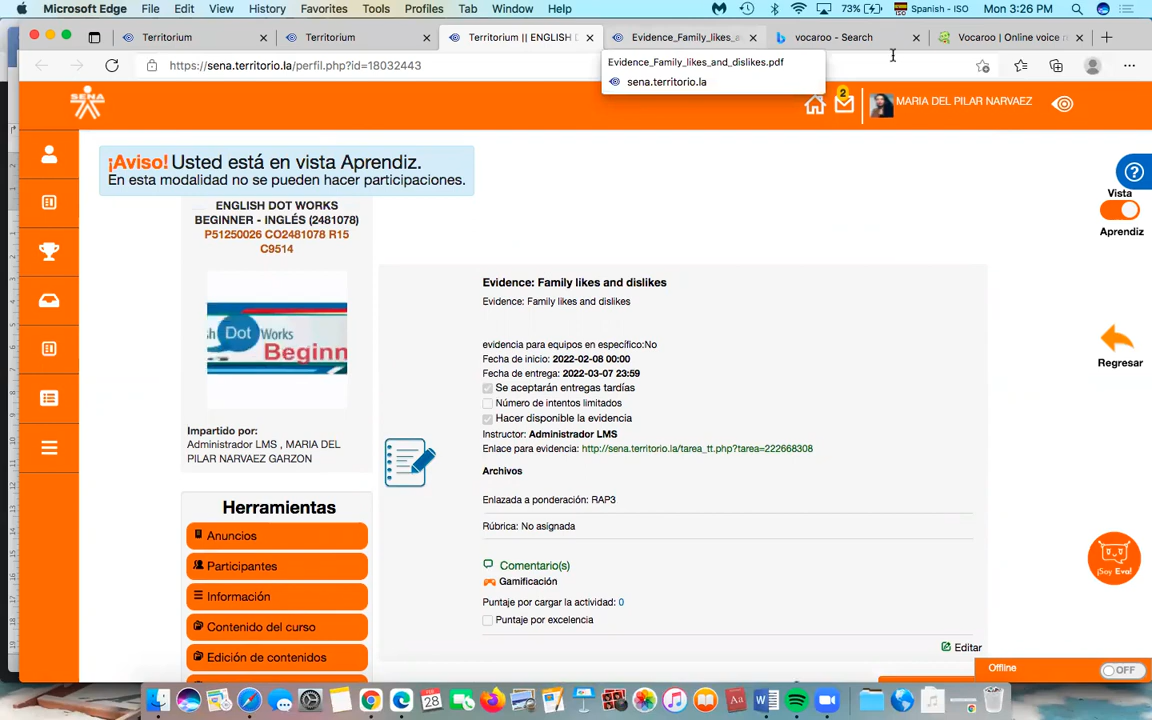 Microsoft Edge File Edit View History Favorites Tools Profiles Tab Window Help 73% Spanish - ISO Mon 3:26 PM
Territorium Territorium Territorium || ENGLISH D Evidence_Family_likes_a vocaroo - Search Vocaroo | Online voice r
https://sena.territorio.la/perfil.php?id=18032443
Evidence_Family_likes_and_dislikes.pdf
sena.territorio.la
SENA
2
MARIA DEL PILAR NARVAEZ
¡Aviso! Usted está en vista Aprendiz.
En esta modalidad no se pueden hacer participaciones.
Vista
Aprendiz
Regresar
ENGLISH DOT WORKS
BEGINNER - INGLÉS (2481078)
P51250026 CO2481078 R15
C9514
sh Dot Works
Beginn
Impartido por:
Administrador LMS , MARIA DEL
PILAR NARVAEZ GARZON
Herramientas
Anuncios
Participantes
Información
Contenido del curso
Edición de contenidos
Evidence: Family likes and dislikes
Evidence: Family likes and dislikes
evidencia para equipos en específico:No
Fecha de inicio: 2022-02-08 00:00
Fecha de entrega: 2022-03-07 23:59
Se aceptarán entregas tardías
Número de intentos limitados
Hacer disponible la evidencia
Instructor: Administrador LMS
Enlace para evidencia: http://sena.territorio.la/tarea_tt.php?tarea=222668308
Archivos
Enlazada a ponderación: RAP3
Rúbrica: No asignada
Comentario(s)
Gamificación
Puntaje por cargar la actividad: 0
Puntaje por excelencia
Editar
¡Soy Eva!
Offline OFF
28